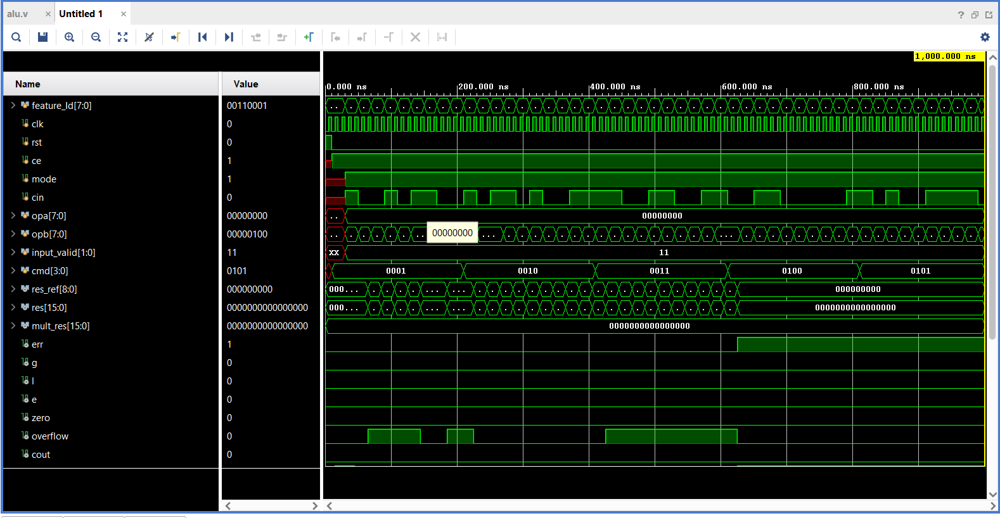 alu.v × Untitled 1 ×
?
1,000.000 ns
Name Value
0.000 ns 200.000 ns 400.000 ns 600.000 ns 800.000 ns
feature_Id[7:0] 00110001
clk 0
rst 0
ce 1
mode 1
cin 0
opa[7:0] 00000000 .. 00000000
opb[7:0] 00000100 00000000
input_valid[1:0] 11 XX 11
cmd[3:0] 0101 0001 0010 0011 0100 0101
res_ref[8:0] 000000000 000... 000000000
res[15:0] 0000000000000000 000... 0000000000000000
mult_res[15:0] 0000000000000000 0000000000000000
err 1
g 0
l 0
e 0
zero 0
overflow 0
cout 0